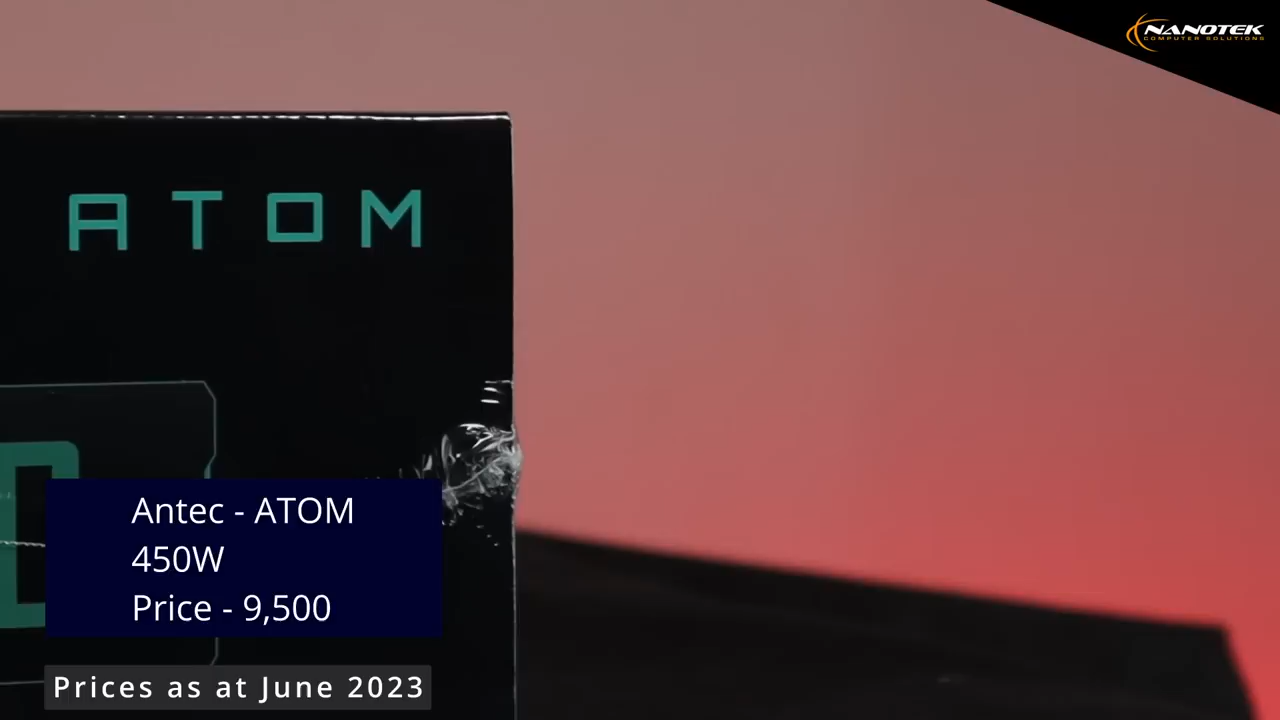 NANOTEK
COMPUTER SOLUTIONS
ATOM
Antec - ATOM
450W
Price - 9,500
Prices as at June 2023